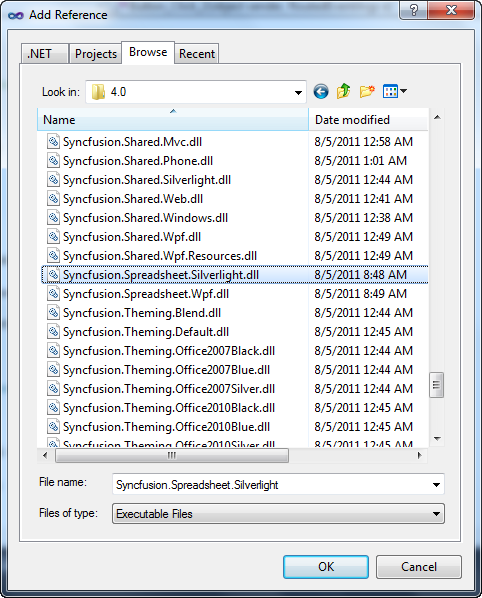 Add Reference
.NET Projects Browse Recent
Look in: 4.0
Name Date modified
Syncfusion.Shared.Mvc.dll 8/5/2011 12:58 AM
Syncfusion.Shared.Phone.dll 8/5/2011 1:01 AM
Syncfusion.Shared.Silverlight.dll 8/5/2011 12:44 AM
Syncfusion.Shared.Web.dll 8/5/2011 12:41 AM
Syncfusion.Shared.Windows.dll 8/5/2011 12:38 AM
Syncfusion.Shared.Wpf.dll 8/5/2011 12:49 AM
Syncfusion.Shared.Wpf.Resources.dll 8/5/2011 12:49 AM
Syncfusion.Spreadsheet.Silverlight.dll 8/5/2011 8:48 AM
Syncfusion.Spreadsheet.Wpf.dll 8/5/2011 8:49 AM
Syncfusion.Theming.Blend.dll 8/5/2011 12:44 AM
Syncfusion.Theming.Default.dll 8/5/2011 12:45 AM
Syncfusion.Theming.Office2007Black.dll 8/5/2011 12:44 AM
Syncfusion.Theming.Office2007Blue.dll 8/5/2011 12:44 AM
Syncfusion.Theming.Office2007Silver.dll 8/5/2011 12:44 AM
Syncfusion.Theming.Office2010Black.dll 8/5/2011 12:45 AM
Syncfusion.Theming.Office2010Blue.dll 8/5/2011 12:45 AM
Syncfusion.Theming.Office2010Silver.dll 8/5/2011 12:45 AM
File name: Syncfusion.Spreadsheet.Silverlight
Files of type: Executable Files
OK Cancel